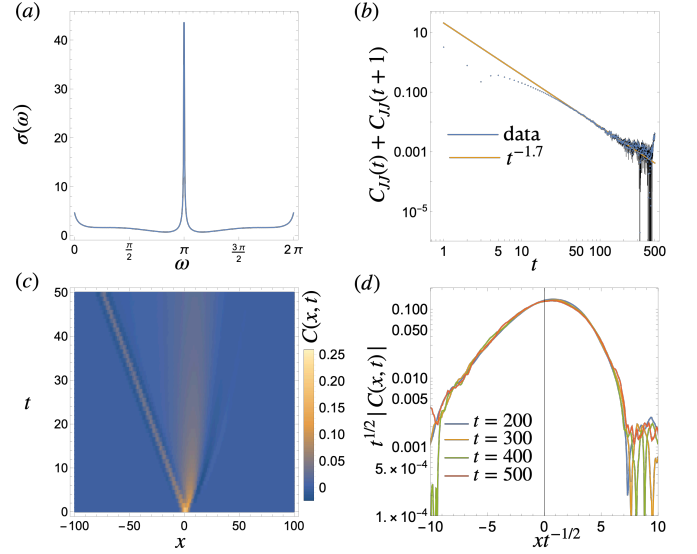 (a)
40
30
20
10
0
σ(ω)
0
π/2
π
3π/2
2π
ω
(b)
10
0.100
0.001
10⁻⁵
C_JJ(t) + C_JJ(t + 1)
data
t^−1.7
1
5
10
50
100
500
t
(c)
50
40
30
20
10
0
t
−100
−50
0
50
100
x
C(x, t)
0.25
0.20
0.15
0.10
0.05
0
(d)
0.100
0.050
0.010
0.005
0.001
5. × 10⁻⁴
1. × 10⁻⁴
t^1/2 | C(x, t) |
t = 200
t = 300
t = 400
t = 500
−10
−5
0
5
10
xt^−1/2